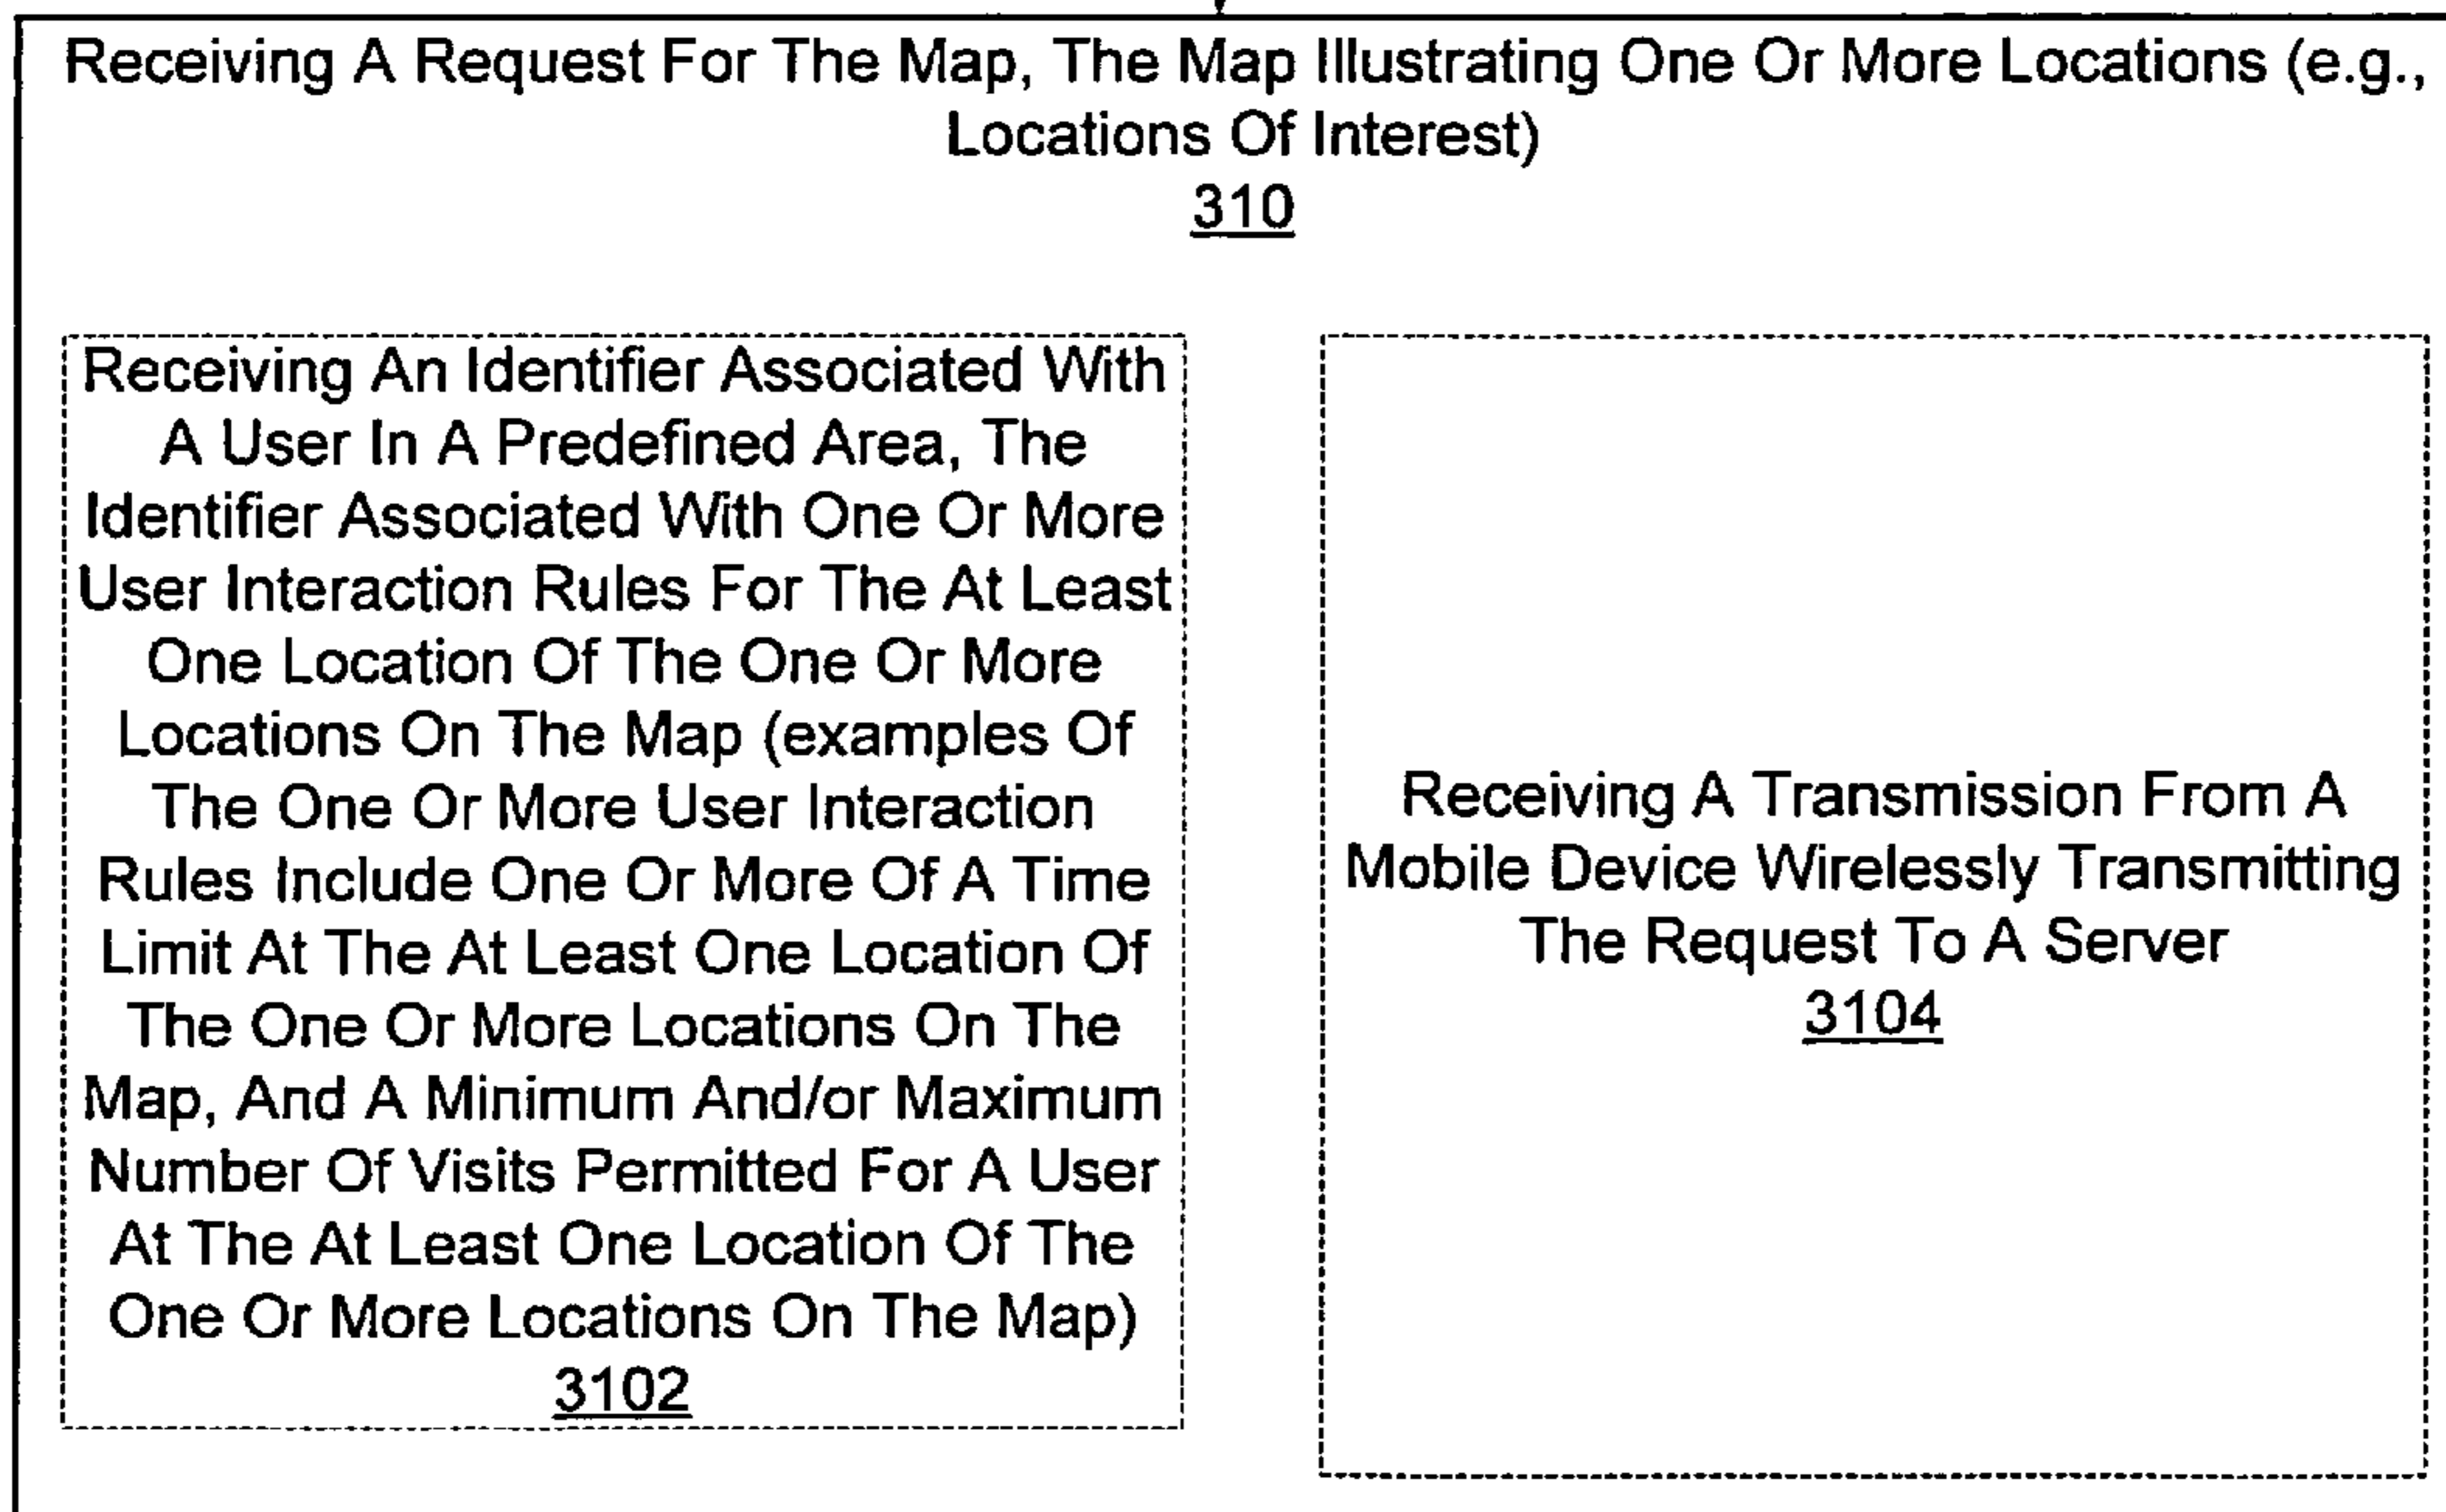 Receiving A Request For The Map, The Map Illustrating One Or More Locations (e.g.,
Locations Of Interest)
310
Receiving An Identifier Associated With
A User In A Predefined Area, The
Identifier Associated With One Or More
User Interaction Rules For The At Least
One Location Of The One Or More
Locations On The Map (examples Of
The One Or More User Interaction
Rules Include One Or More Of A Time
Limit At The At Least One Location Of
The One Or More Locations On The
Map, And A Minimum And/or Maximum
Number Of Visits Permitted For A User
At The At Least One Location Of The
One Or More Locations On The Map)
3102
Receiving A Transmission From A
Mobile Device Wirelessly Transmitting
The Request To A Server
3104